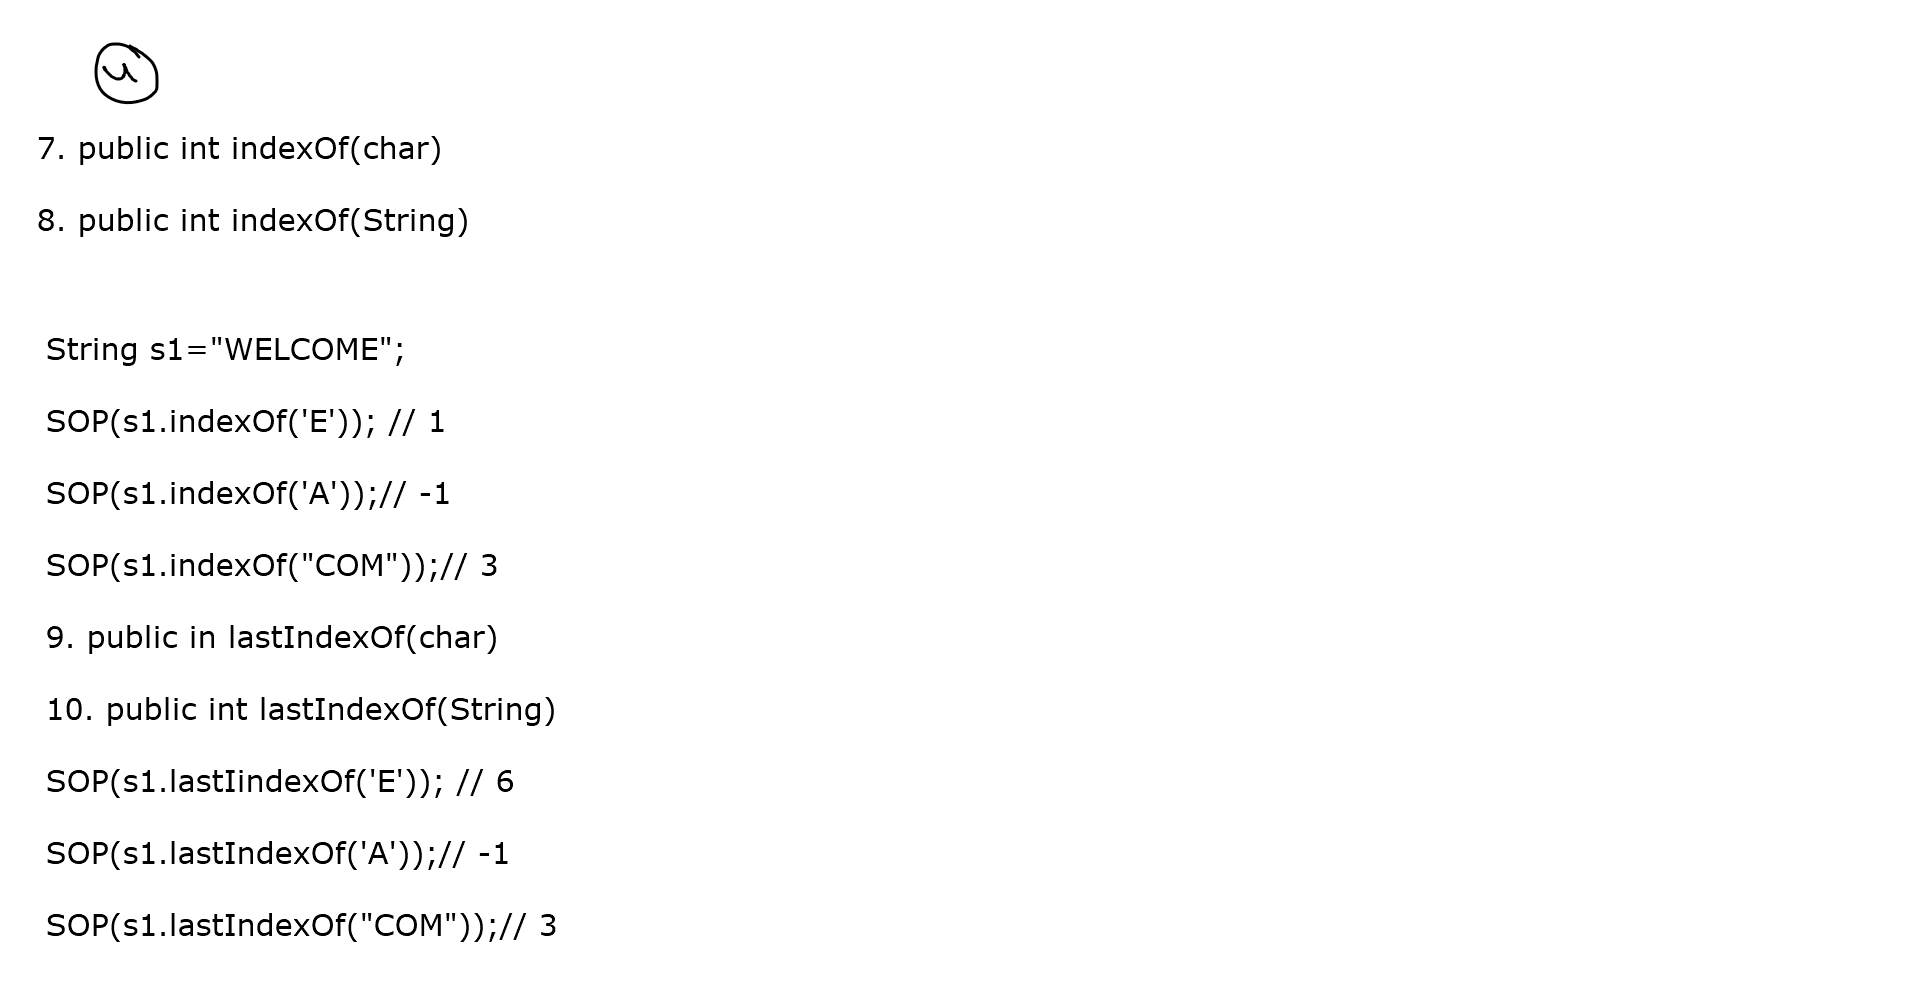 7. public int indexOf(char)
8. public int indexOf(String)
String s1="WELCOME";
SOP(s1.indexOf('E')); // 1
SOP(s1.indexOf('A'));// -1
SOP(s1.indexOf("COM"));// 3
9. public in lastIndexOf(char)
10. public int lastIndexOf(String)
SOP(s1.lastIindexOf('E')); // 6
SOP(s1.lastIndexOf('A'));// -1
SOP(s1.lastIndexOf("COM"));// 3